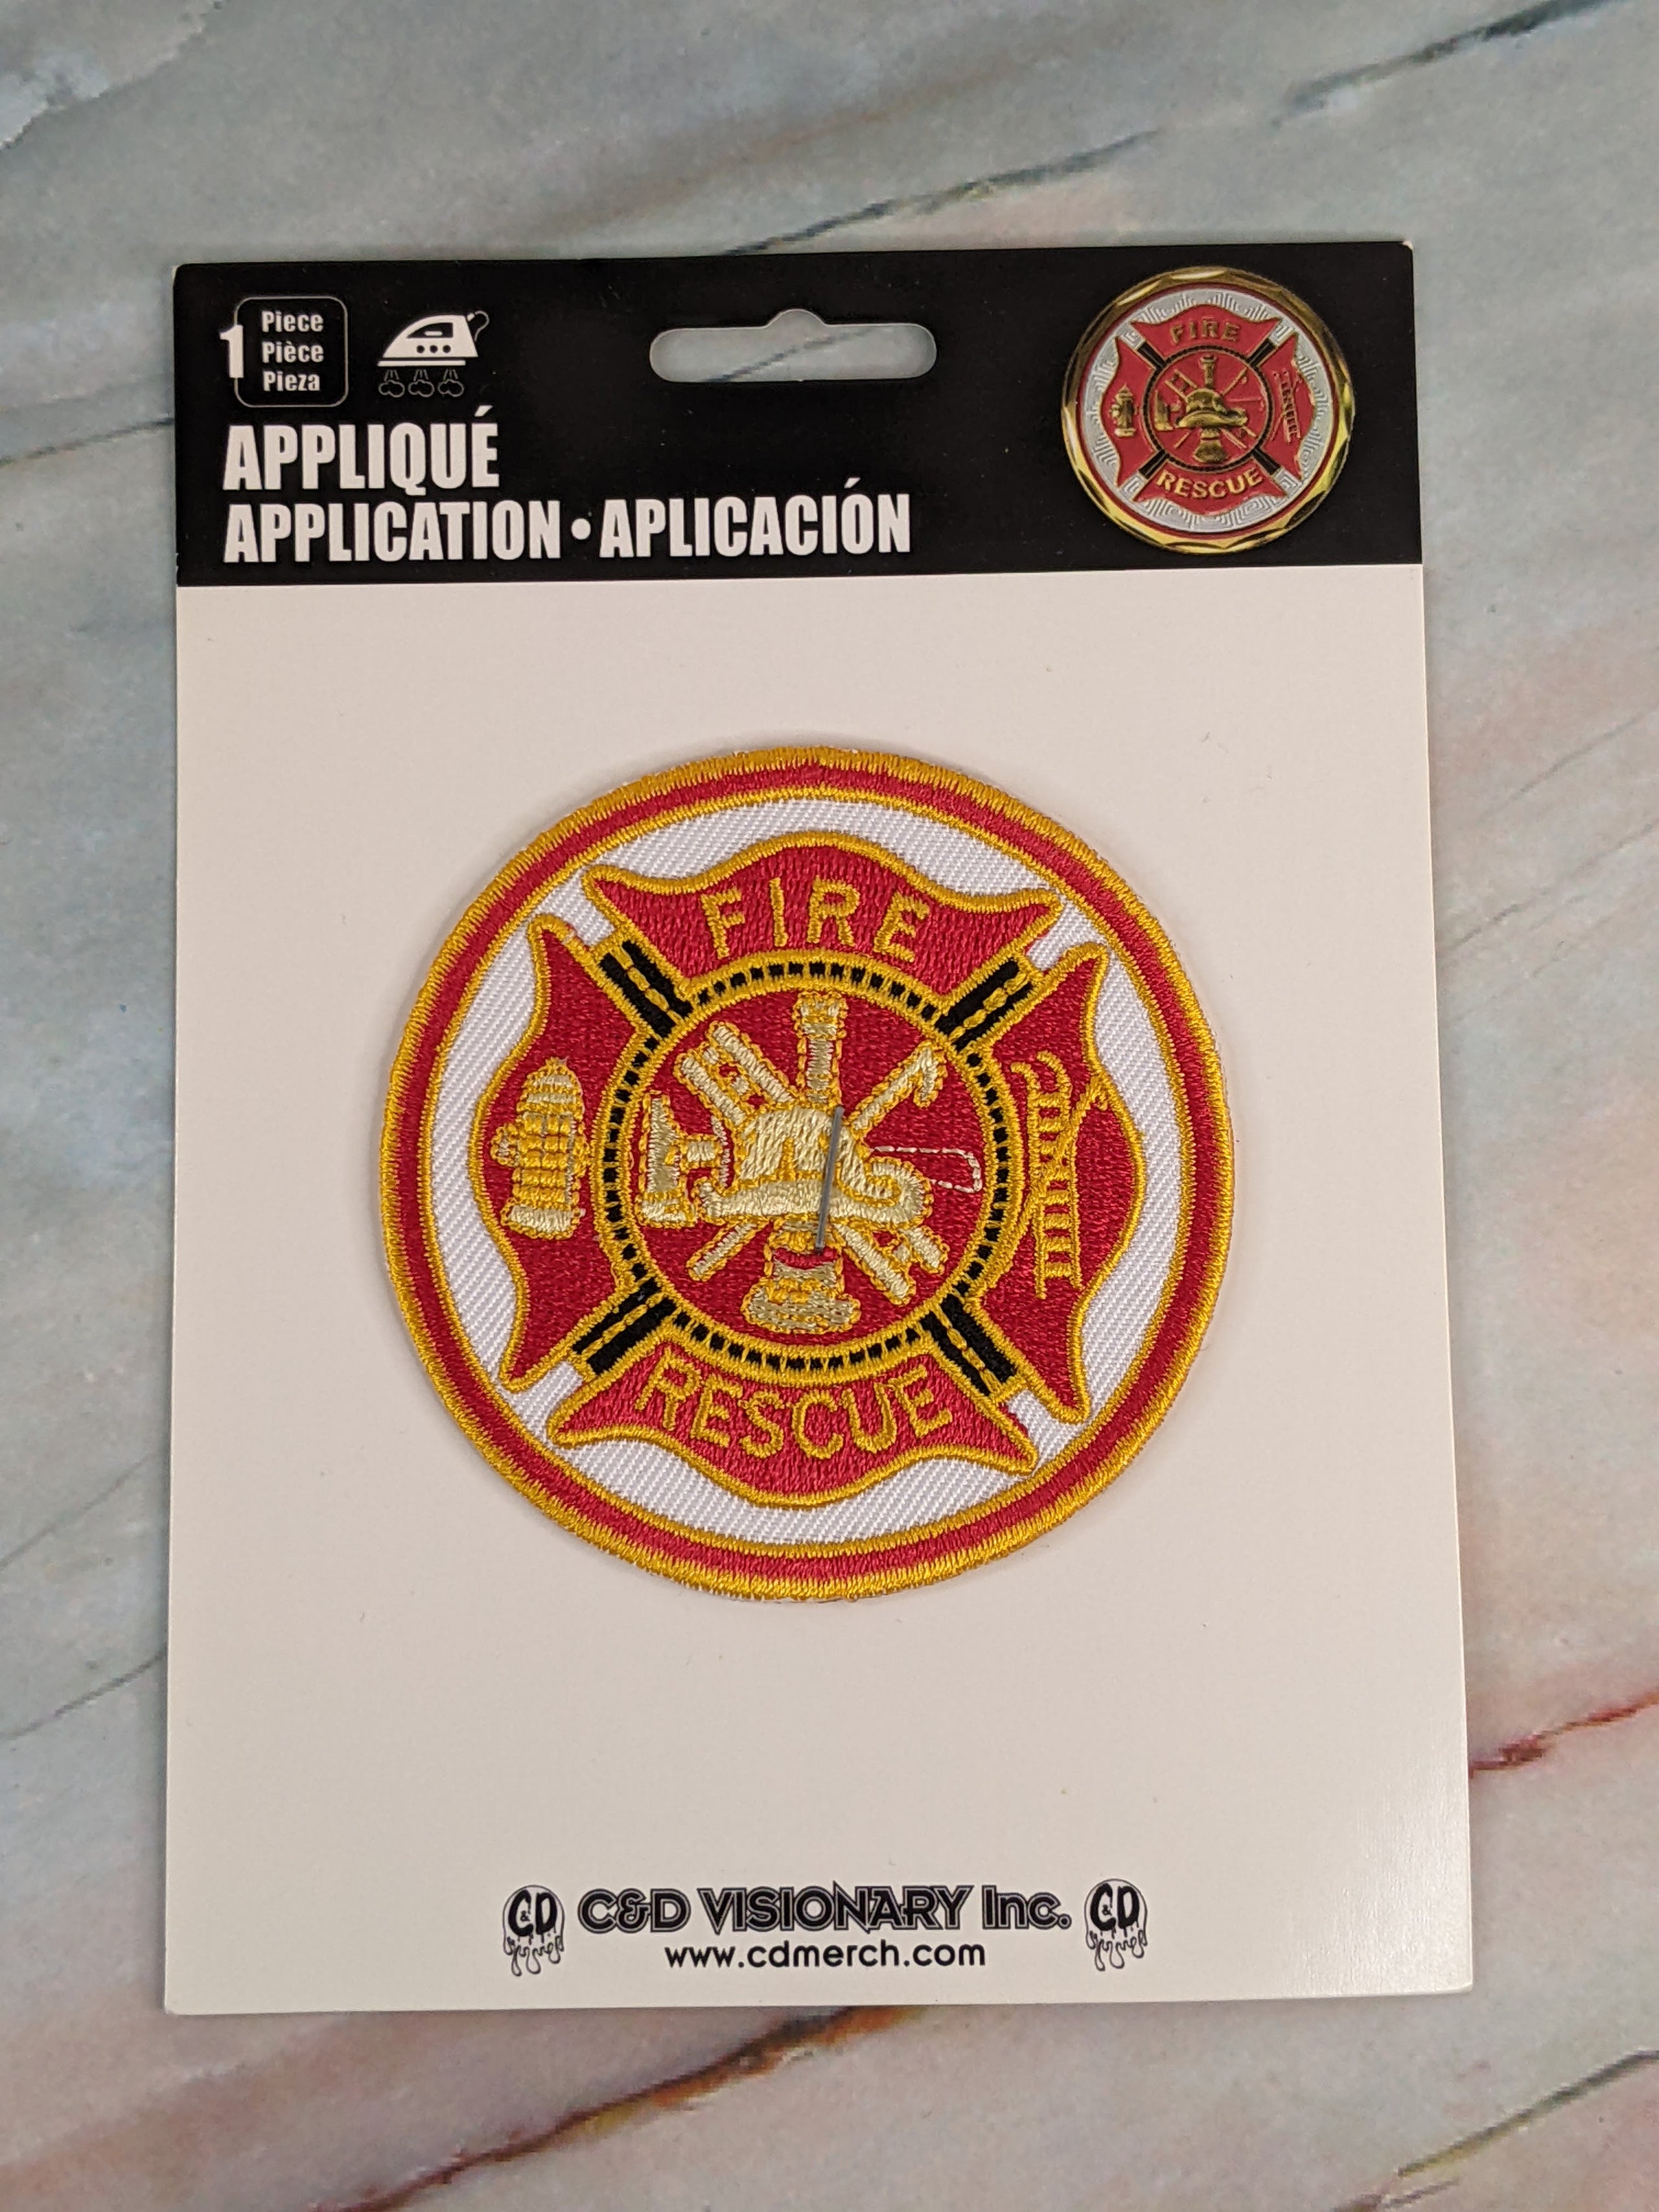 1 Piece
Pièce
Pieza
APPLIQUÉ
APPLICATION • APLICACIÓN
FIRE
RESCUE
FIRE
RESCUE
C&D C&D VISIONARY Inc. C&D
www.cdmerch.com